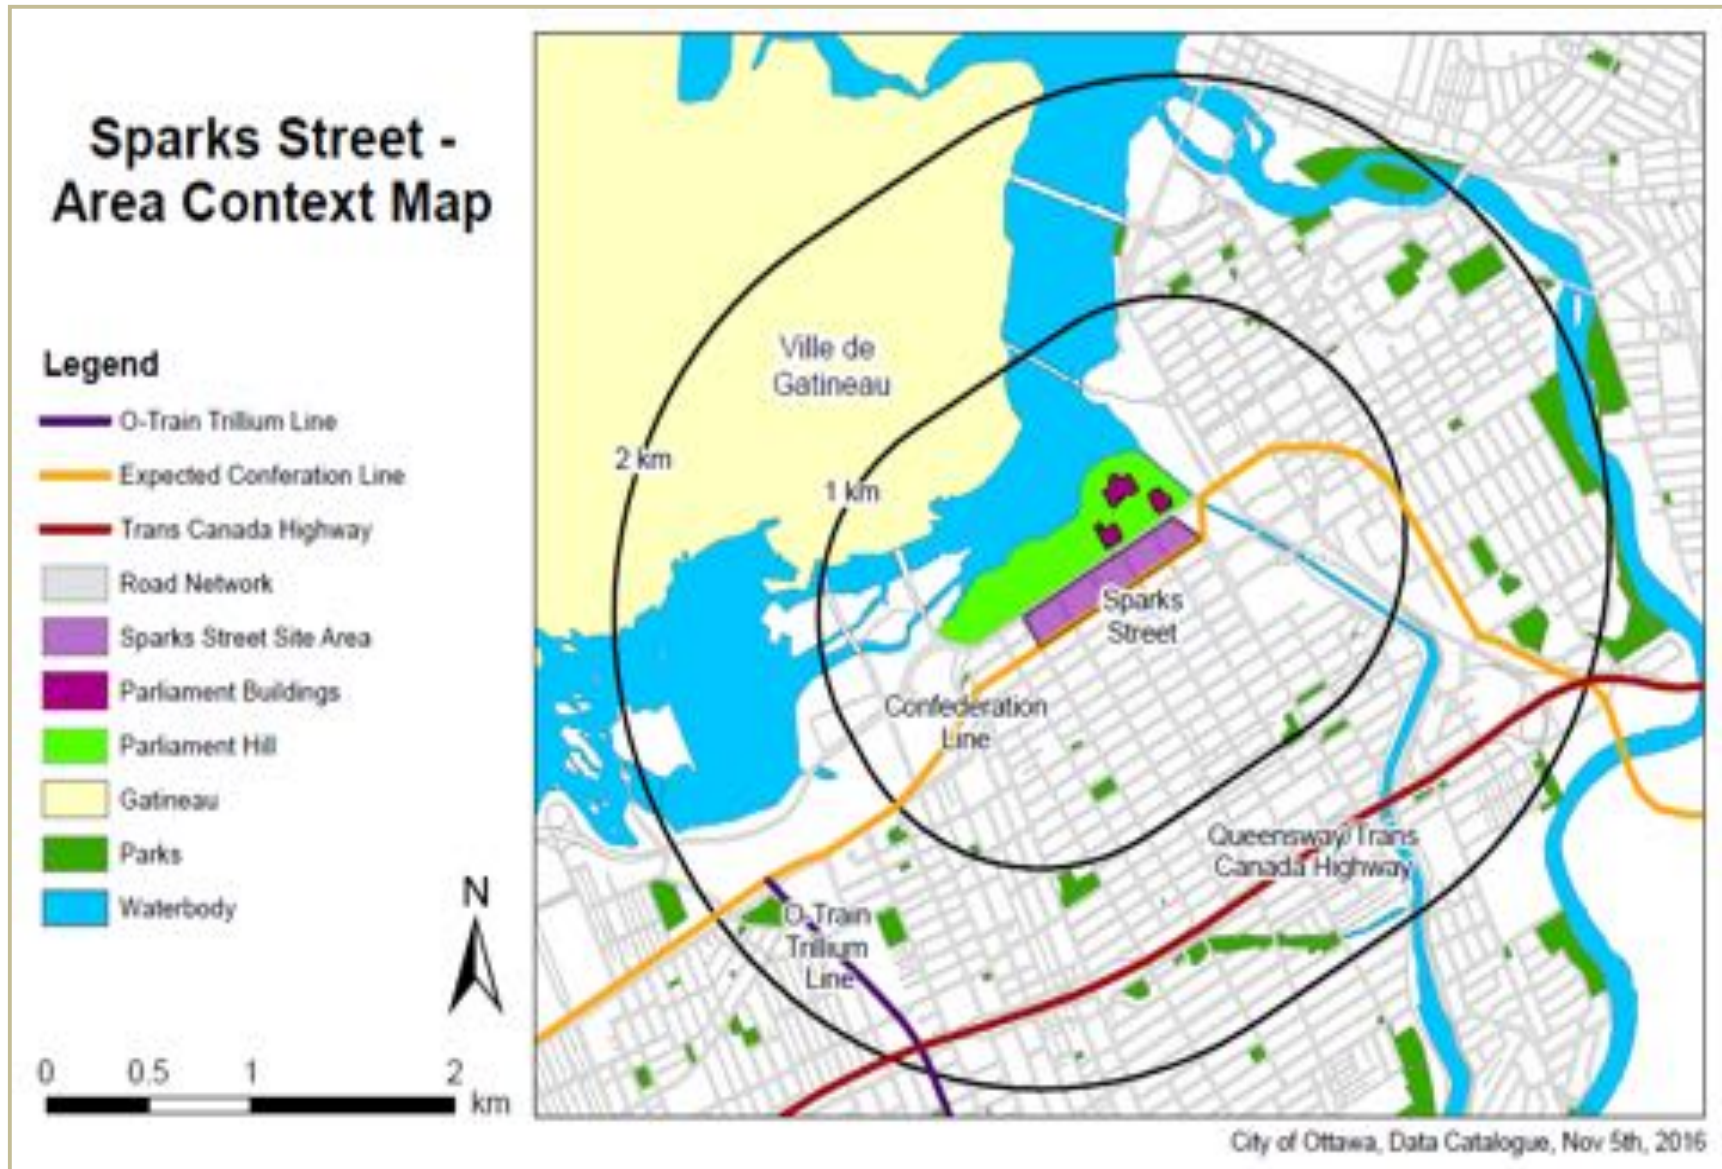 Sparks Street -
Area Context Map
Legend
O-Train Trillium Line
Expected Conferation Line
Trans Canada Highway
Road Network
Sparks Street Site Area
Parliament Buildings
Parliament Hill
Gatineau
Parks
Waterbody
N
0 0.5 1 2
km
Ville de
Gatineau
2 km
1 km
Sparks
Street
Confederation
Line
Queensway/Trans
Canada Highway
O-Train
Trillium
Line
City of Ottawa, Data Catalogue, Nov 5th, 2016